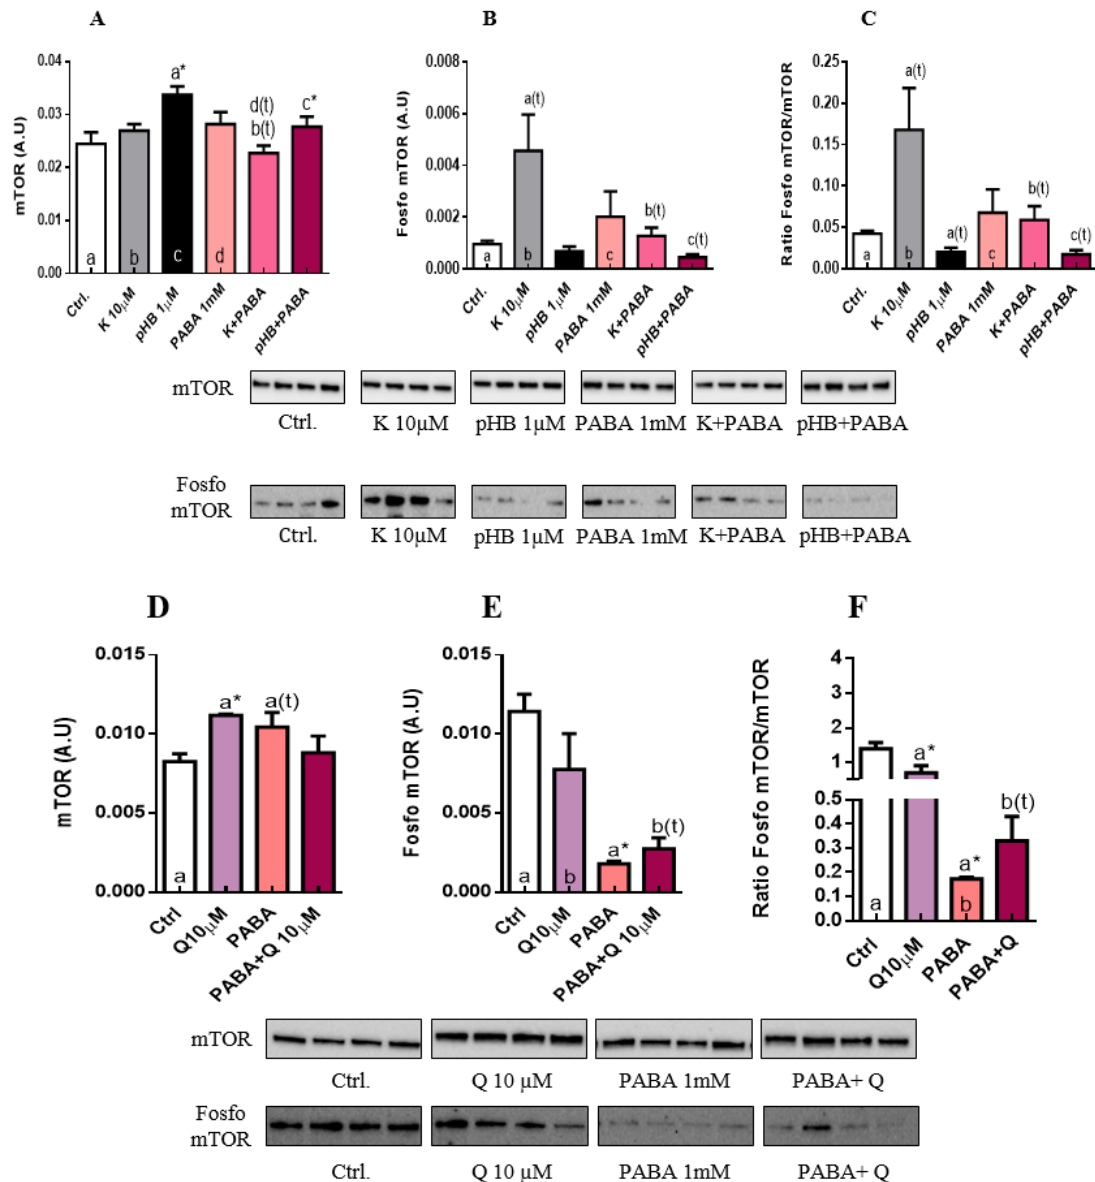 A
mTOR (A.U)
0.04
0.03
0.02
0.01
0.00
a*
d(t)
b(t)
c*
a b c d
Ctrl. K 10μM pHB 1μM PABA 1mM K+PABA pHB+PABA
B
Fosfo mTOR (A.U)
0.008
0.006
0.004
0.002
0.000
a(t)
b(t)
c(t)
a b c
Ctrl. K 10μM pHB 1μM PABA 1mM K+PABA pHB+PABA
C
Ratio Fosfo mTOR/mTOR
0.25
0.20
0.15
0.10
0.05
0.00
a(t)
a(t)
b(t)
c(t)
a b c
Ctrl. K 10μM pHB 1μM PABA 1mM K+PABA pHB+PABA
mTOR
Ctrl. K 10μM pHB 1μM PABA 1mM K+PABA pHB+PABA
Fosfo
mTOR
Ctrl. K 10μM pHB 1μM PABA 1mM K+PABA pHB+PABA
D
mTOR (A.U)
0.015
0.010
0.005
0.000
a*
a(t)
a
Ctrl Q10μM PABA PABA+Q 10μM
E
Fosfo mTOR (A.U)
0.015
0.010
0.005
0.000
a*
b(t)
a b
Ctrl Q10μM PABA PABA+Q 10μM
F
Ratio Fosfo mTOR/mTOR
4
3
2
1
0.5
0.4
0.3
0.2
0.1
0.0
a*
a*
b(t)
a b
Ctrl Q10μM PABA PABA+Q
mTOR
Ctrl. Q 10 μM PABA 1mM PABA+ Q
Fosfo
mTOR
Ctrl. Q 10 μM PABA 1mM PABA+ Q